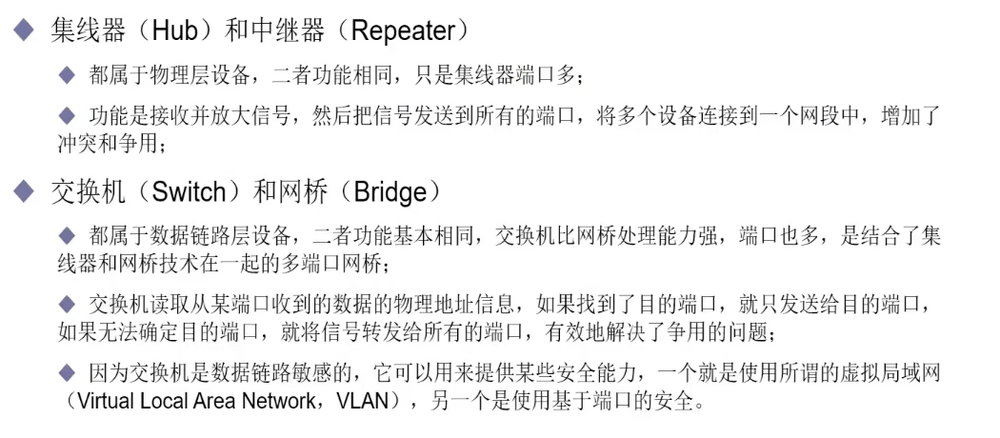 ◆ 集线器（Hub）和中继器（Repeater）
◆ 都属于物理层设备，二者功能相同，只是集线器端口多；
◆ 功能是接收并放大信号，然后把信号发送到所有的端口，将多个设备连接到一个网段中，增加了
冲突和争用；
◆ 交换机（Switch）和网桥（Bridge）
◆ 都属于数据链路层设备，二者功能基本相同，交换机比网桥处理能力强，端口也多，是结合了集
线器和网桥技术在一起的多端口网桥；
◆ 交换机读取从某端口收到的数据的物理地址信息，如果找到了目的端口，就只发送给目的端口，
如果无法确定目的端口，就将信号转发给所有的端口，有效地解决了争用的问题；
◆ 因为交换机是数据链路敏感的，它可以用来提供某些安全能力，一个就是使用所谓的虚拟局域网
（Virtual Local Area Network，VLAN），另一个是使用基于端口的安全。